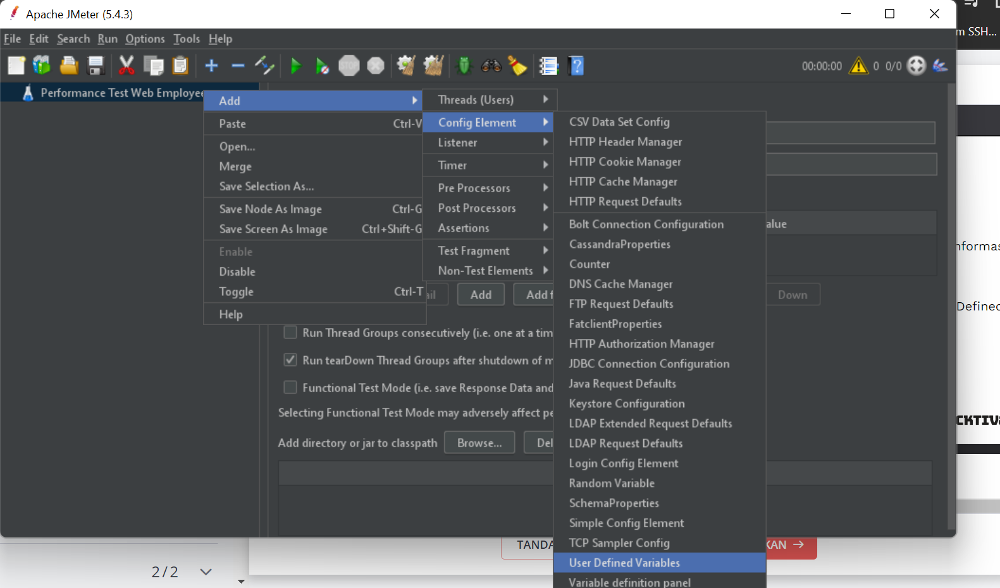 Apache JMeter (5.4.3)
File Edit Search Run Options Tools Help
STOP
00:00:00 0 0/0
m SSH...
Performance Test Web Employee
Add
Paste Ctrl-V
Open...
Merge
Save Selection As...
Save Node As Image Ctrl-G
Save Screen As Image Ctrl+Shift-G
Enable
Disable
Toggle Ctrl-T
Help
Threads (Users)
Config Element
Listener
Timer
Pre Processors
Post Processors
Assertions
Test Fragment
Non-Test Elements
CSV Data Set Config
HTTP Header Manager
HTTP Cookie Manager
HTTP Cache Manager
HTTP Request Defaults
Bolt Connection Configuration
CassandraProperties
Counter
DNS Cache Manager
FTP Request Defaults
FatclientProperties
HTTP Authorization Manager
JDBC Connection Configuration
Java Request Defaults
Keystore Configuration
LDAP Extended Request Defaults
LDAP Request Defaults
Login Config Element
Random Variable
SchemaProperties
Simple Config Element
TCP Sampler Config
User Defined Variables
Variable definition panel
alue
ail Add Add f Down
Run Thread Groups consecutively (i.e. one at a tim
Run tearDown Thread Groups after shutdown of m
Functional Test Mode (i.e. save Response Data and
Selecting Functional Test Mode may adversely affect pe
Add directory or jar to classpath Browse... Del
nformas
Defined
CKTIV
TANDA
KAN →
2/2